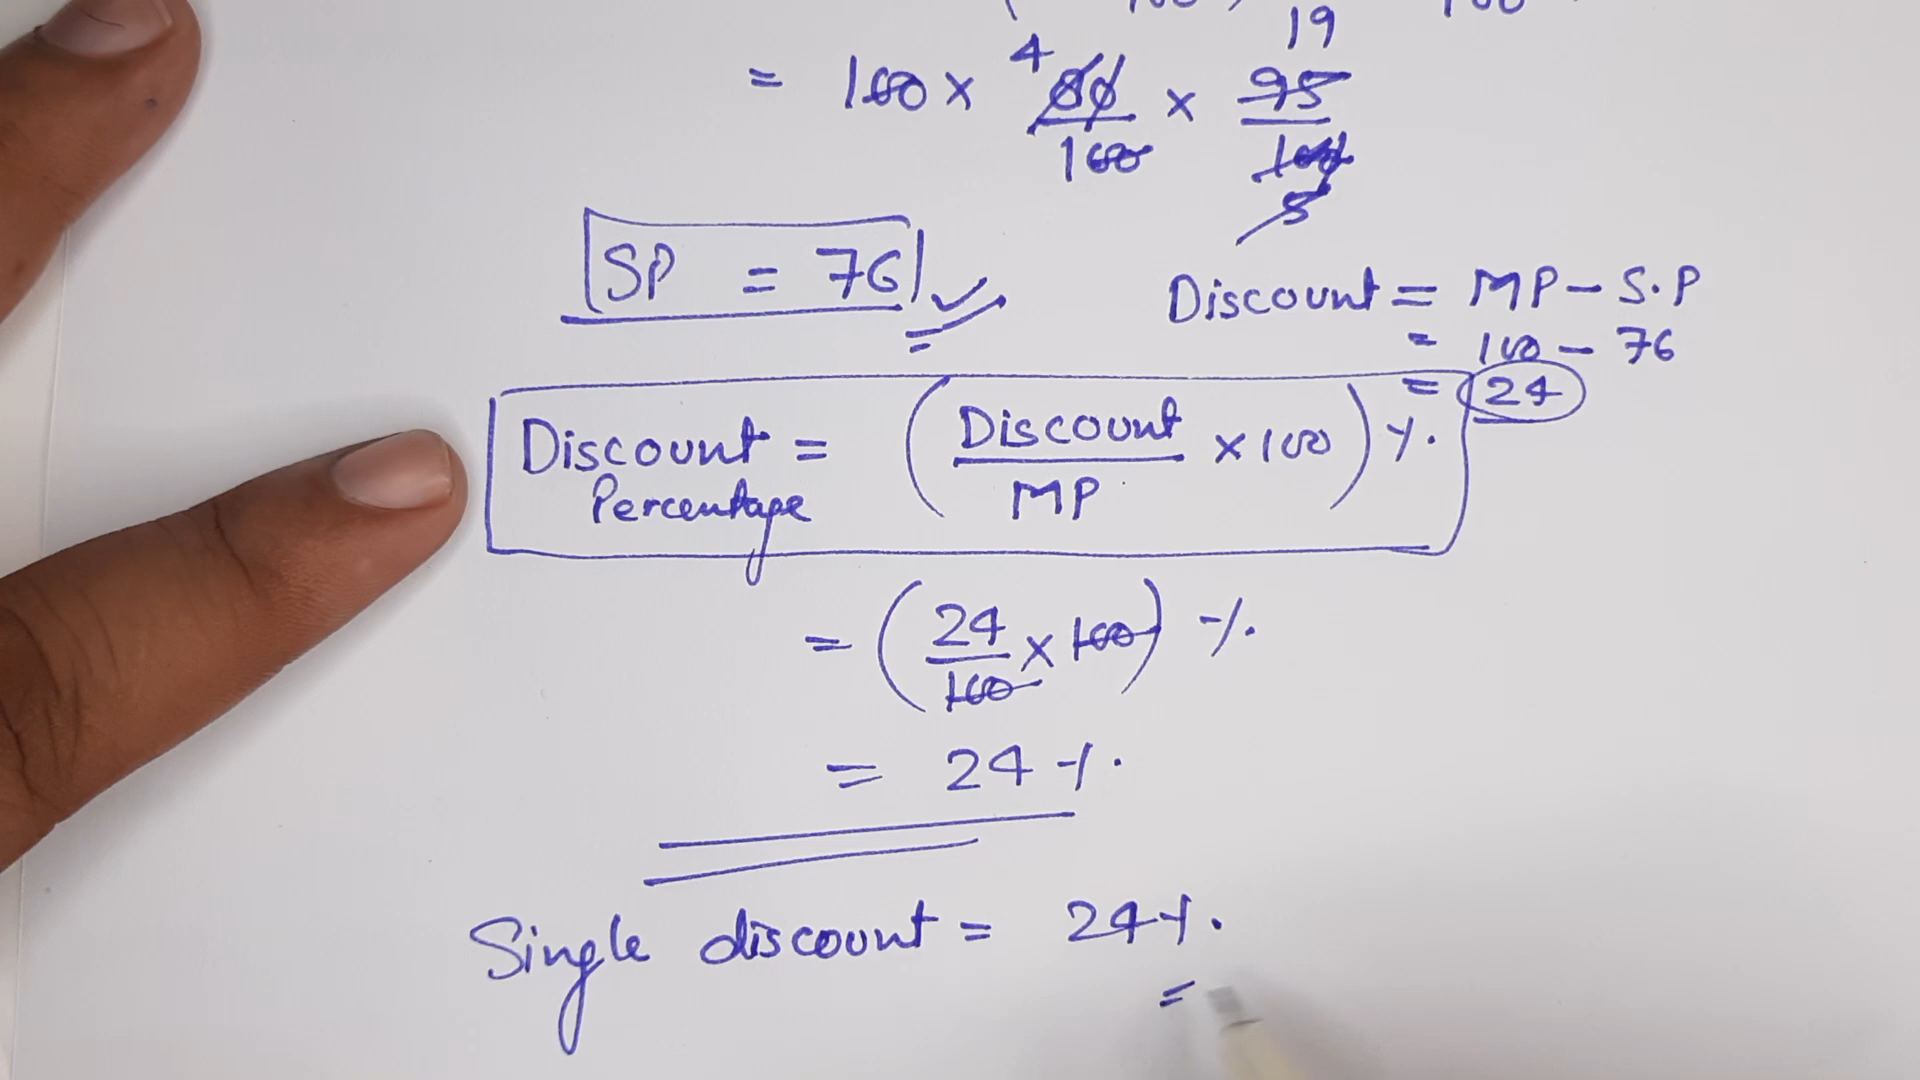 19
= 100 x 4 80/100 x 95/100
5
SP = 76
Discount = MP - S.P
= 100 - 76
= 24
Discount Percentage = (Discount/MP x 100) %.
= (24/100 x 100) %.
= 24 %.
Single discount = 24 %.
=